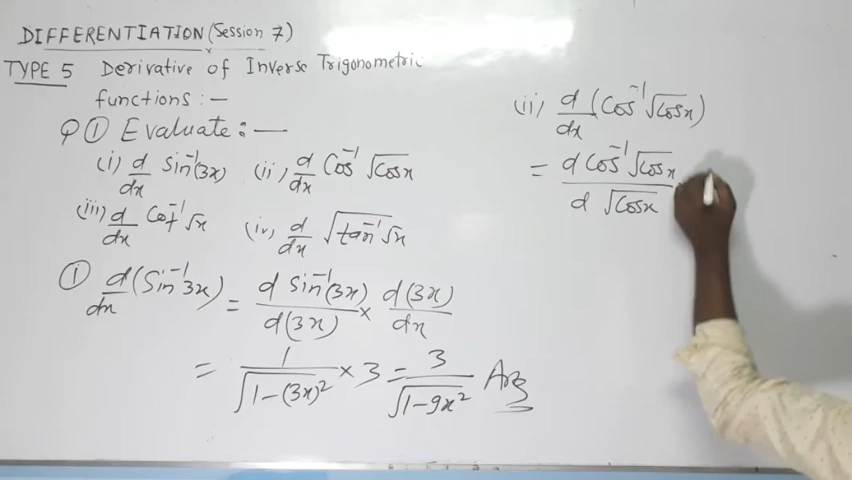 DIFFERENTIATION (Session 7)
TYPE 5 Derivative of Inverse Trigonometric
functions :—
Q① Evaluate :—
(i) d/dx sin⁻¹(3x) (ii) d/dx Cos⁻¹ √Cosx
(iii) d/dx Cot⁻¹ √x (iv) d/dx √(tan⁻¹ √x)
① d/dx (Sin⁻¹ 3x) = d Sin⁻¹(3x)/d(3x) × d(3x)/dx
= 1/√(1-(3x)²) × 3 = 3/√(1-9x²) Ans
(ii) d/dx (Cos⁻¹ √Cosx)
= d Cos⁻¹ √Cosx / d √Cosx